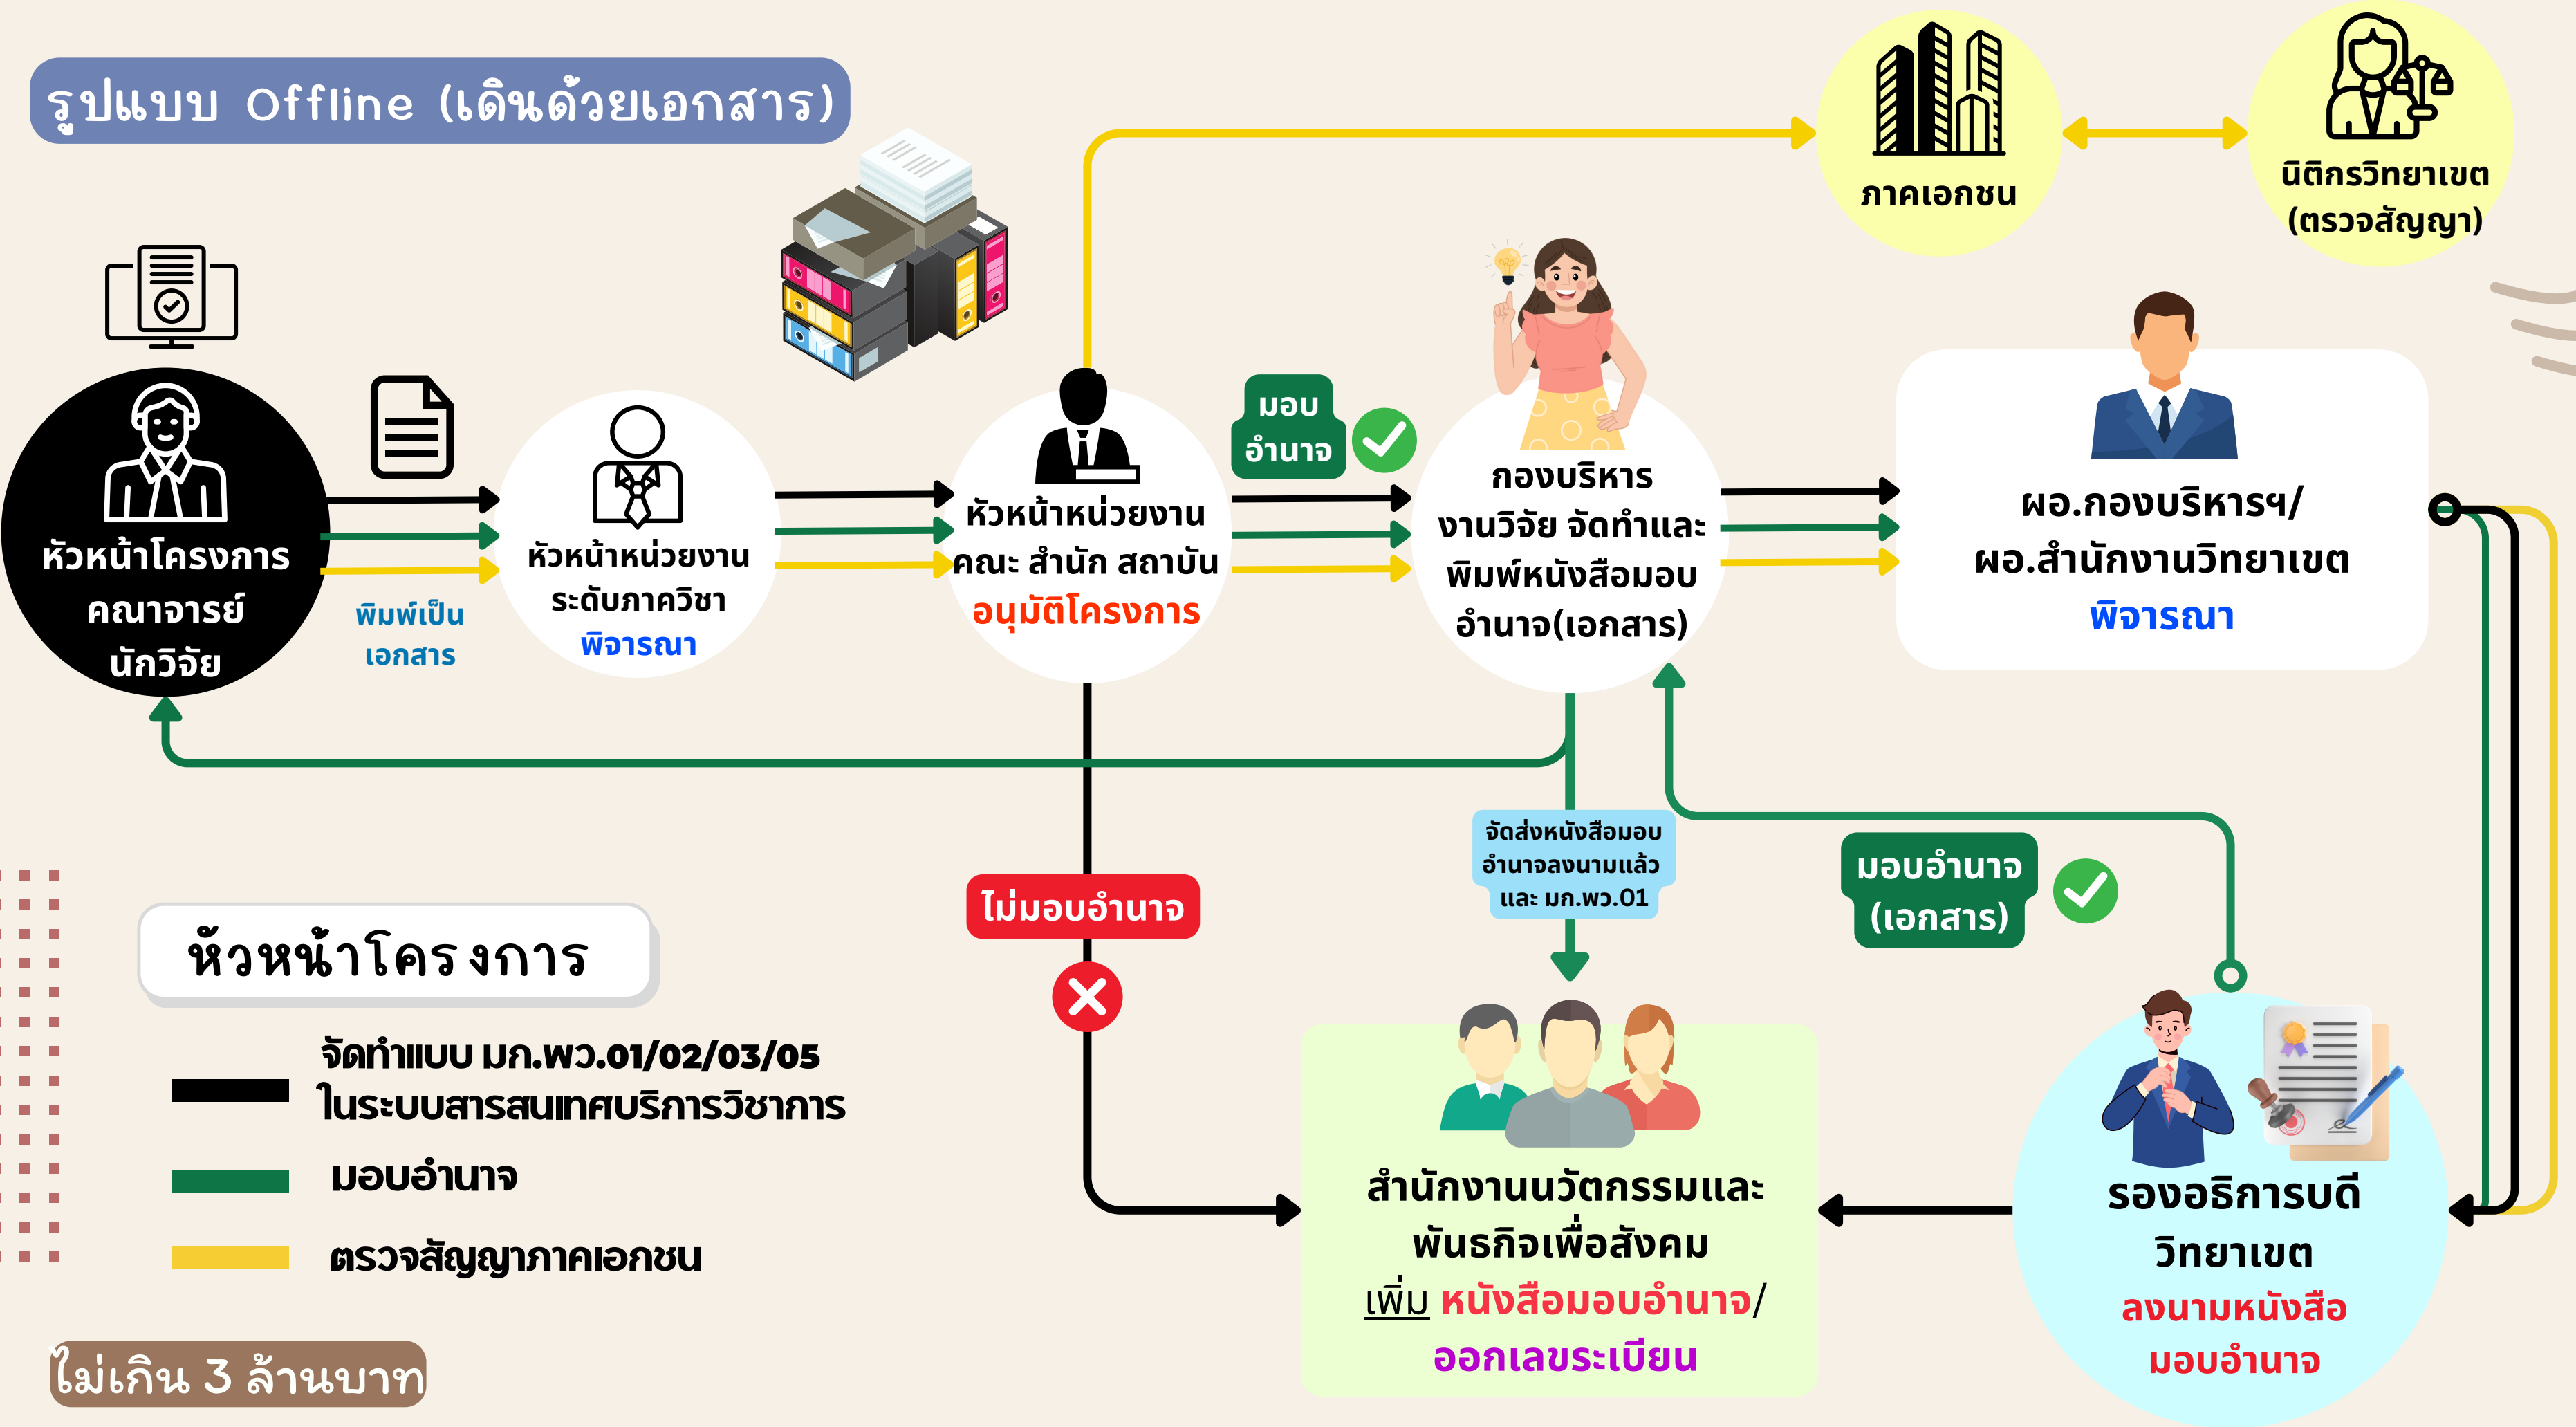 รูปแบบ Offline (เดินด้วยเอกสาร)
ภาคเอกชน
นิติกรวิทยาเขต
(ตรวจสัญญา)
หัวหน้าโครงการ
คณาจารย์
นักวิจัย
พิมพ์เป็น
เอกสาร
หัวหน้าหน่วยงาน
ระดับภาควิชา
พิจารณา
หัวหน้าหน่วยงาน
คณะ สำนัก สถาบัน
อนุมัติโครงการ
มอบ
อำนาจ
กองบริหาร
งานวิจัย จัดทำและ
พิมพ์หนังสือมอบ
อำนาจ(เอกสาร)
ผอ.กองบริหารฯ/
ผอ.สำนักงานวิทยาเขต
พิจารณา
จัดส่งหนังสือมอบ
อำนาจลงนามแล้ว
และ มก.พว.01
มอบอำนาจ
(เอกสาร)
ไม่มอบอำนาจ
หัวหน้าโครงการ
จัดทำแบบ มก.พว.01/02/03/05
ในระบบสารสนเทศบริการวิชาการ
มอบอำนาจ
ตรวจสัญญาภาคเอกชน
ไม่เกิน 3 ล้านบาท
สำนักงานนวัตกรรมและ
พันธกิจเพื่อสังคม
เพิ่ม หนังสือมอบอำนาจ/
ออกเลขระเบียน
รองอธิการบดี
วิทยาเขต
ลงนามหนังสือ
มอบอำนาจ